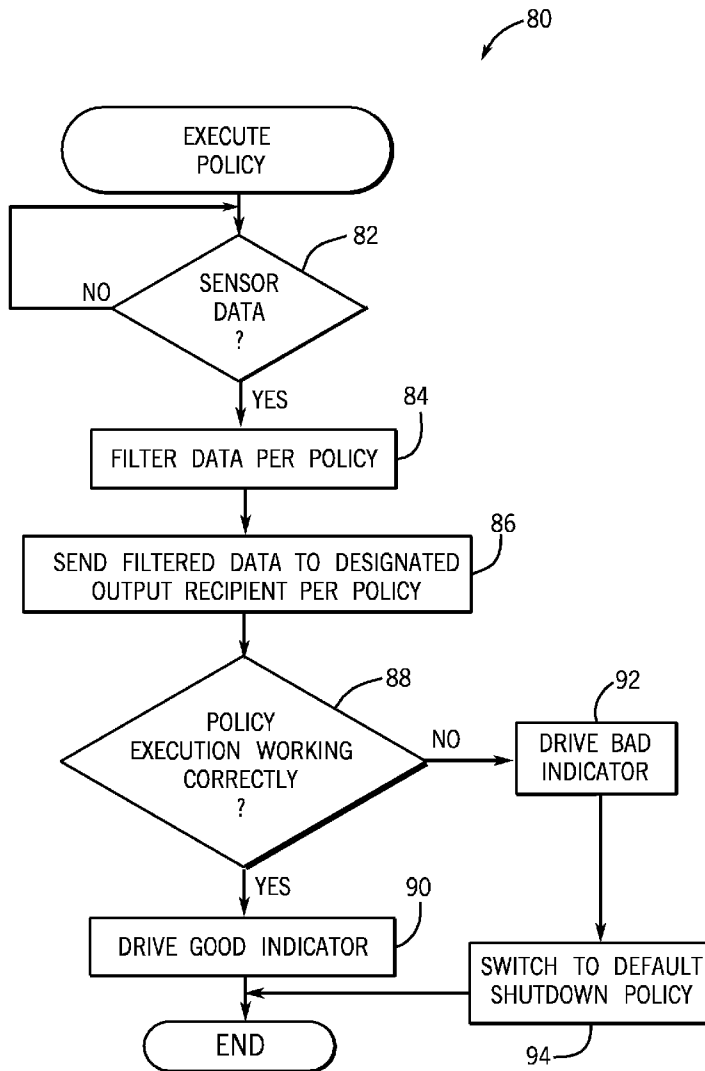 80
EXECUTE
POLICY
82
SENSOR
DATA
?
NO
YES
84
FILTER DATA PER POLICY
86
SEND FILTERED DATA TO DESIGNATED
OUTPUT RECIPIENT PER POLICY
88
POLICY
EXECUTION WORKING
CORRECTLY
?
NO
92
DRIVE BAD
INDICATOR
YES
90
DRIVE GOOD INDICATOR
SWITCH TO DEFAULT
SHUTDOWN POLICY
94
END